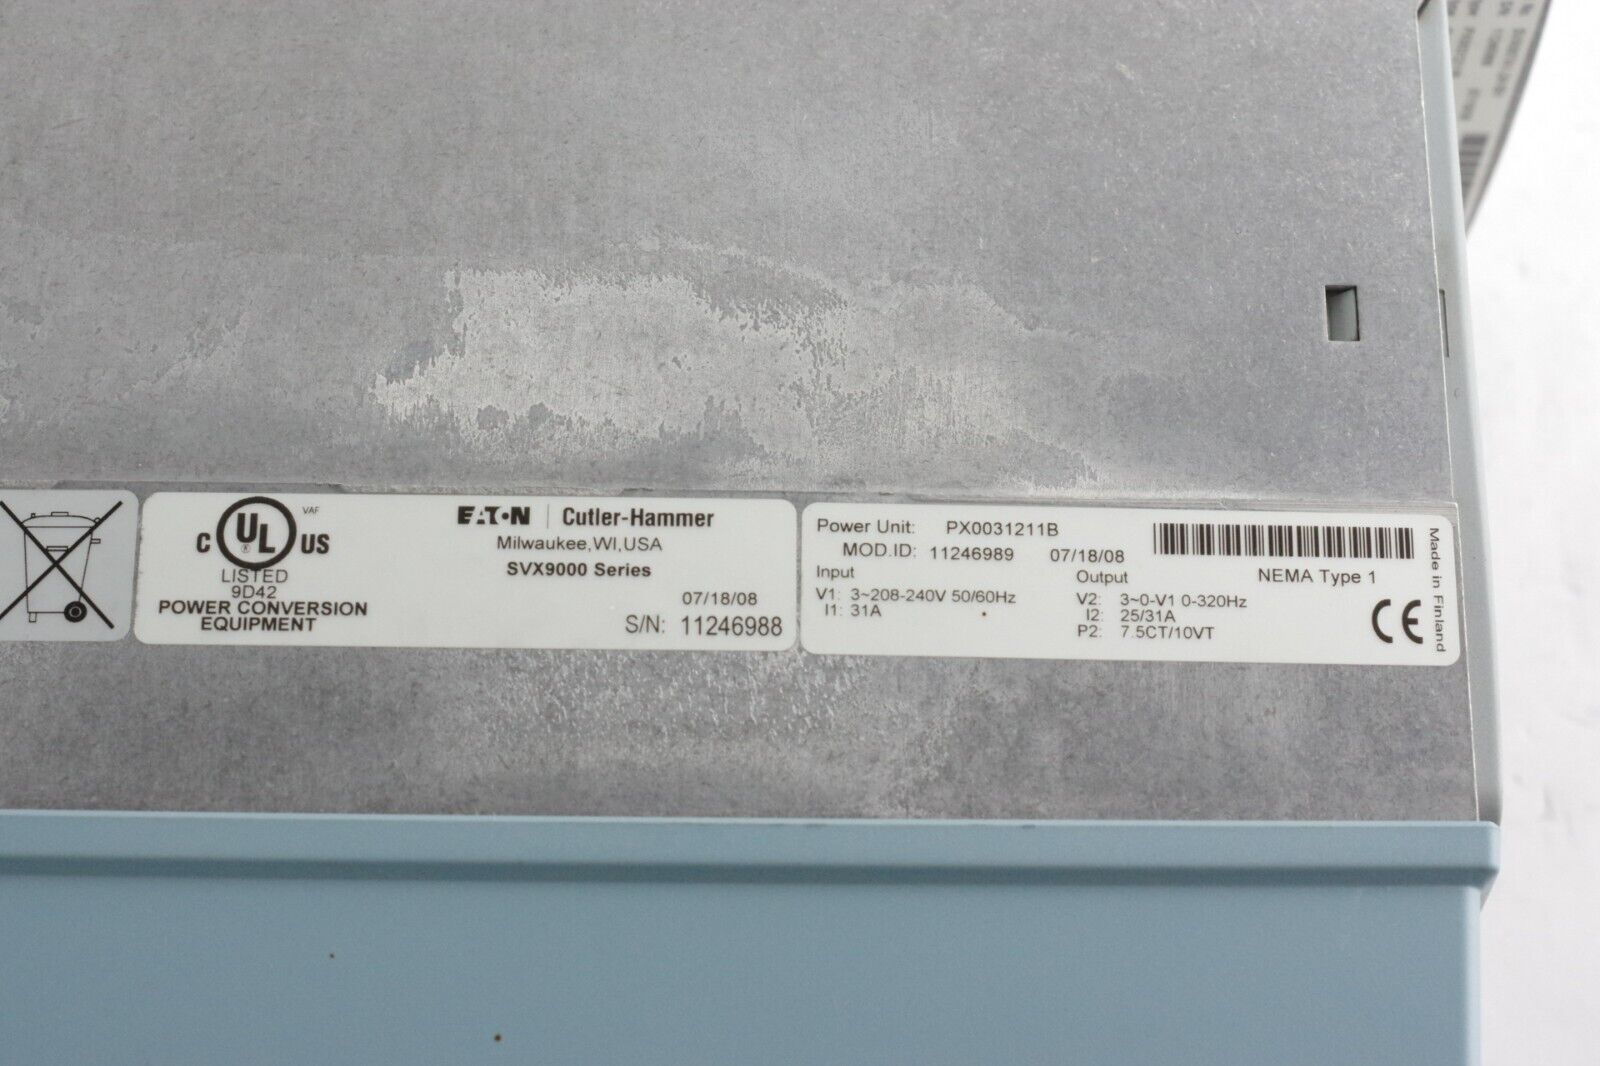 C UL ® US
VAF
LISTED
9D42
POWER CONVERSION
EQUIPMENT
EATON | Cutler-Hammer
Milwaukee,WI,USA
SVX9000 Series
07/18/08
S/N: 11246988
Power Unit: PX0031211B
MOD.ID: 11246989 07/18/08
Input
V1: 3~208-240V 50/60Hz
I1: 31A
Output
V2: 3~0-V1 0-320Hz
I2: 25/31A
P2: 7.5CT/10VT
NEMA Type 1
CE
Made in Finland